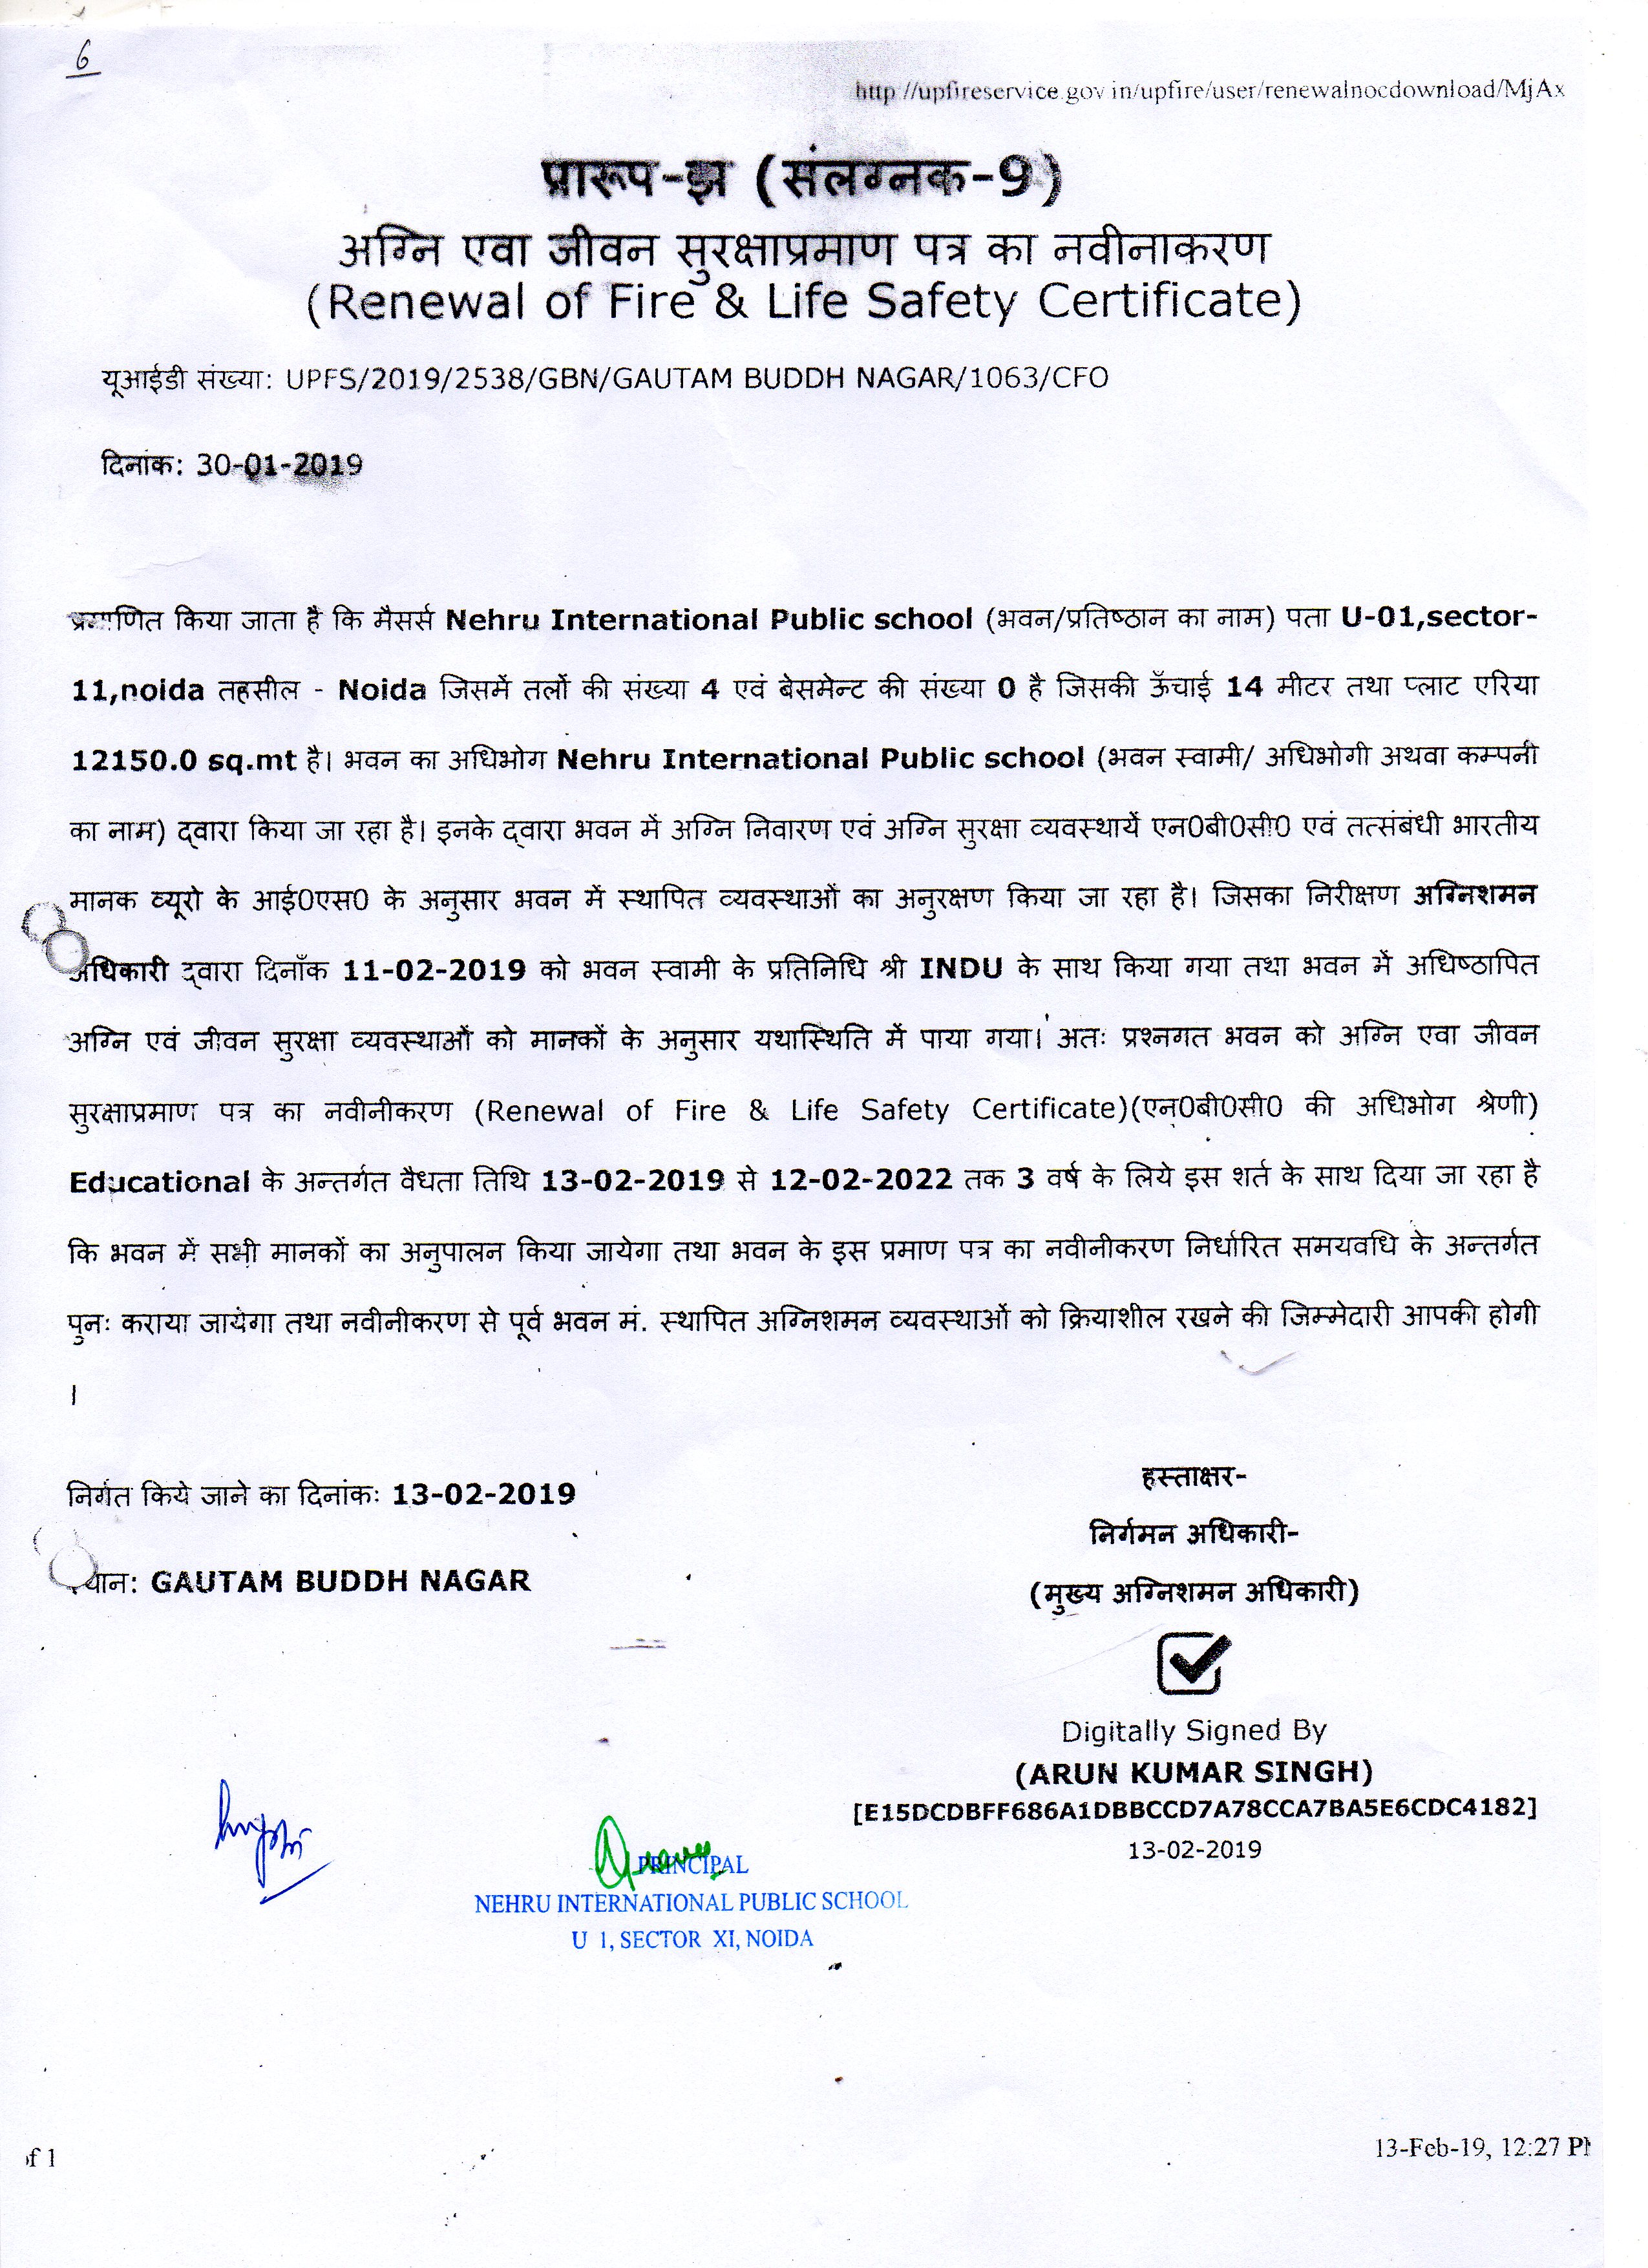 6
http://upfireservice.gov in/upfire/user/renewalnocdownload/MjAx
प्रारूप-झ (संलग्नक-9)
अग्नि एवा जीवन सुरक्षाप्रमाण पत्र का नवीनाकरण
(Renewal of Fire & Life Safety Certificate)
यूआईडी संख्या: UPFS/2019/2538/GBN/GAUTAM BUDDH NAGAR/1063/CFO
दिनांक: 30-01-2019
प्रमाणित किया जाता है कि मैसर्स Nehru International Public school (भवन/प्रतिष्ठान का नाम) पता U-01,sector-
11,noida तहसील - Noida जिसमें तलों की संख्या 4 एवं बेसमेन्ट की संख्या 0 है जिसकी ऊँचाई 14 मीटर तथा प्लाट एरिया
12150.0 sq.mt है। भवन का अधिभोग Nehru International Public school (भवन स्वामी/ अधिभोगी अथवा कम्पनी
का नाम) द्वारा किया जा रहा है। इनके द्वारा भवन में अग्नि निवारण एवं अग्नि सुरक्षा व्यवस्थायें एन0बी0सी0 एवं तत्संबंधी भारतीय
मानक व्यूरो के आई0एस0 के अनुसार भवन में स्थापित व्यवस्थाओं का अनुरक्षण किया जा रहा है। जिसका निरीक्षण अग्निशमन
अधिकारी द्वारा दिनाँक 11-02-2019 को भवन स्वामी के प्रतिनिधि श्री INDU के साथ किया गया तथा भवन में अधिष्ठापित
अग्नि एवं जीवन सुरक्षा व्यवस्थाओं को मानकों के अनुसार यथास्थिति में पाया गया। अतः प्रश्नगत भवन को अग्नि एवा जीवन
सुरक्षाप्रमाण पत्र का नवीनीकरण (Renewal of Fire & Life Safety Certificate)(एन0बी0सी0 की अधिभोग श्रेणी)
Educational के अन्तर्गत वैधता तिथि 13-02-2019 से 12-02-2022 तक 3 वर्ष के लिये इस शर्त के साथ दिया जा रहा है
कि भवन में सभी मानकों का अनुपालन किया जायेगा तथा भवन के इस प्रमाण पत्र का नवीनीकरण निर्धारित समयवधि के अन्तर्गत
पुनः कराया जायेगा तथा नवीनीकरण से पूर्व भवन में. स्थापित अग्निशमन व्यवस्थाओं को क्रियाशील रखने की जिम्मेदारी आपकी होगी
।
निर्गत किये जाने का दिनांकः 13-02-2019
हस्ताक्षर-
निर्गमन अधिकारी-
स्थान: GAUTAM BUDDH NAGAR
(मुख्य अग्निशमन अधिकारी)
Digitally Signed By
(ARUN KUMAR SINGH)
[E15DCDBFF686A1DBBCCD7A78CCA7BA5E6CDC4182]
13-02-2019
PRINCIPAL
NEHRU INTERNATIONAL PUBLIC SCHOOL
U 1, SECTOR XI, NOIDA
of 1
13-Feb-19, 12:27 PM